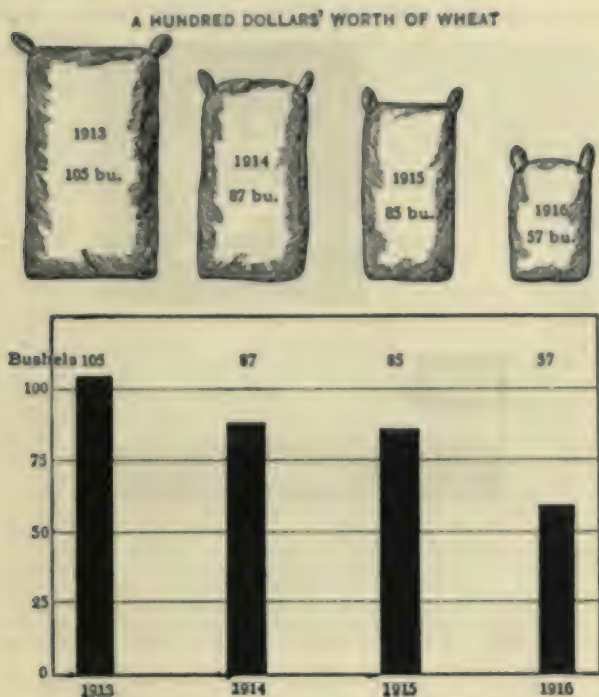 A HUNDRED DOLLARS' WORTH OF WHEAT
1913
105 bu.
1914
87 bu.
1915
85 bu.
1916
57 bu.
Bushels 105 87 85 57
100
75
50
25
0
1913 1914 1915 1916